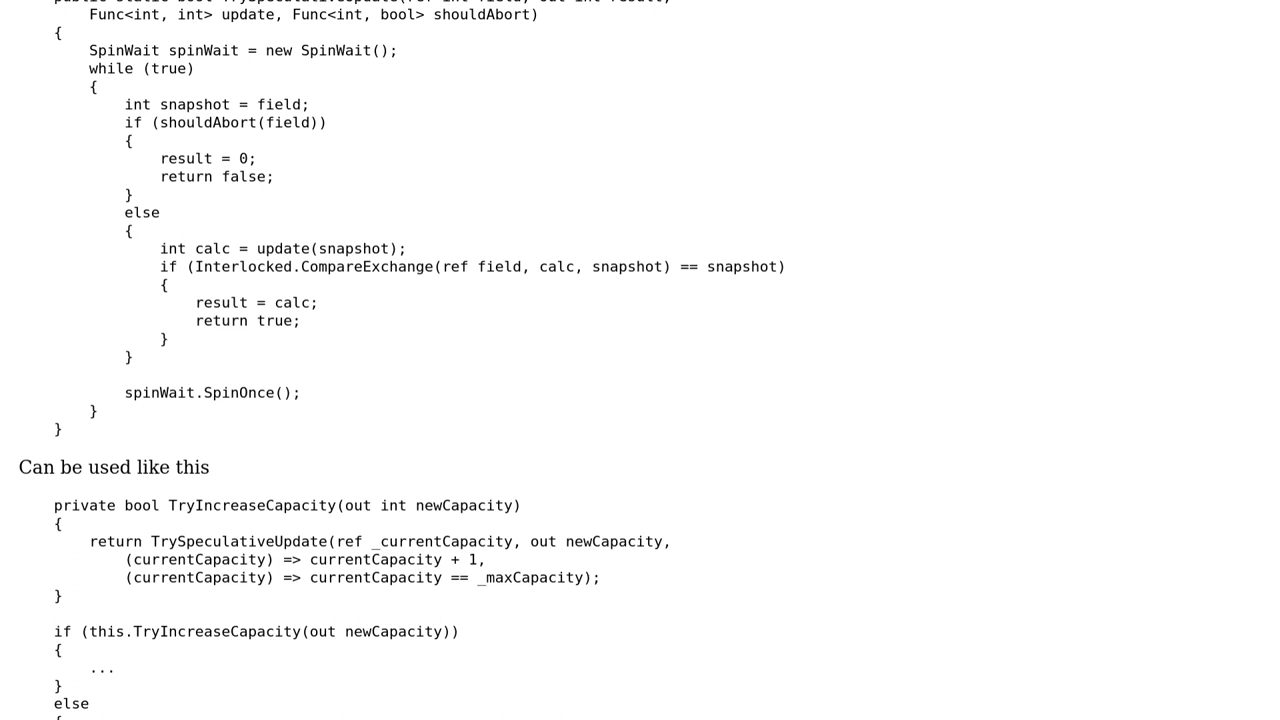 Func<int, int> update, Func<int, bool> shouldAbort)
{
SpinWait spinWait = new SpinWait();
while (true)
{
int snapshot = field;
if (shouldAbort(field))
{
result = 0;
return false;
}
else
{
int calc = update(snapshot);
if (Interlocked.CompareExchange(ref field, calc, snapshot) == snapshot)
{
result = calc;
return true;
}
}
spinWait.SpinOnce();
}
}
Can be used like this
private bool TryIncreaseCapacity(out int newCapacity)
{
return TrySpeculativeUpdate(ref _currentCapacity, out newCapacity,
(currentCapacity) => currentCapacity + 1,
(currentCapacity) => currentCapacity == _maxCapacity);
}
if (this.TryIncreaseCapacity(out newCapacity))
{
...
}
else
{